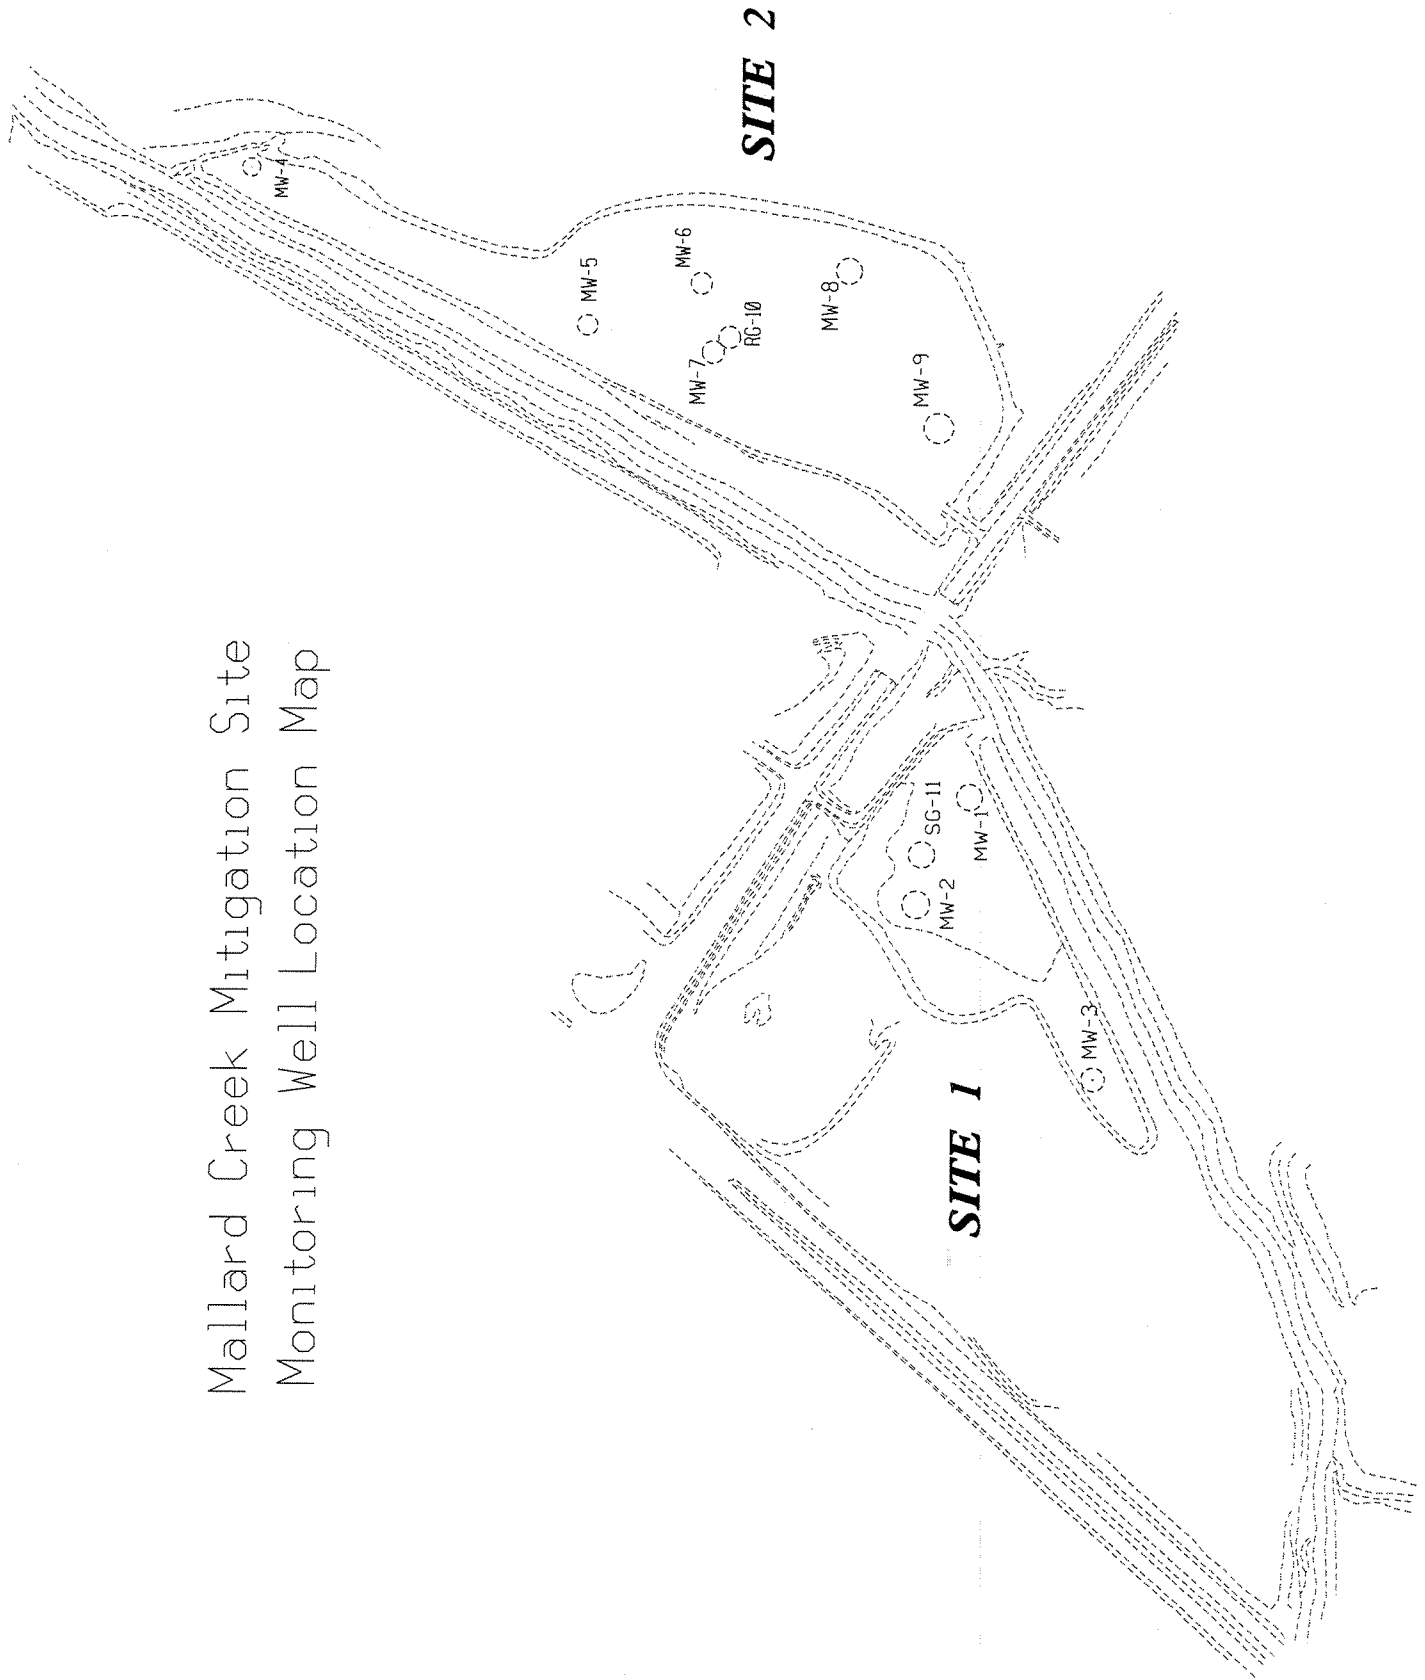 Mallard Creek Mitigation Site
Monitoring Well Location Map
SITE 2
MW-4
MW-5
MW-6
MW-7
RG-10
MW-8
MW-9
SITE 1
SG-11
MW-1
MW-2
MW-3